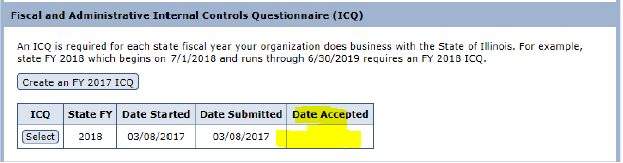 Fiscal and Administrative Internal Controls Questionnaire (ICQ)
An ICQ is required for each state fiscal year your organization does business with the State of Illinois. For example,
state FY 2018 which begins on 7/1/2018 and runs through 6/30/2019 requires an FY 2018 ICQ.
Create an FY 2017 ICQ
ICQ State FY Date Started Date Submitted Date Accepted
Select 2018 03/08/2017 03/08/2017